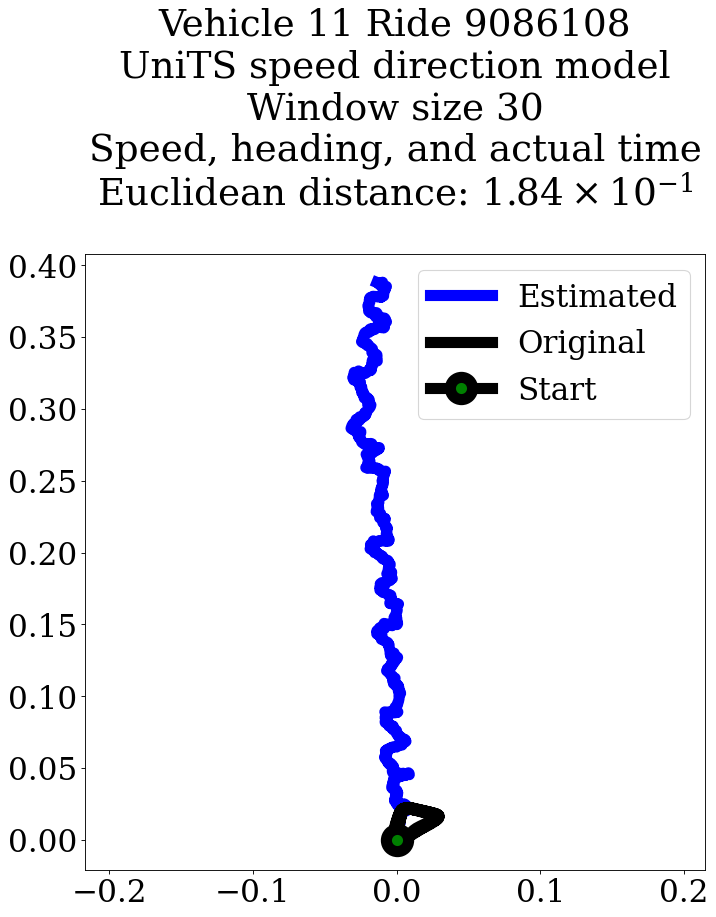 Vehicle 11 Ride 9086108
UniTS speed direction model
Window size 30
Speed, heading, and actual time
Euclidean distance: 1.84 × 10⁻¹
Estimated
Original
Start
0.40
0.35
0.30
0.25
0.20
0.15
0.10
0.05
0.00
−0.2 −0.1 0.0 0.1 0.2